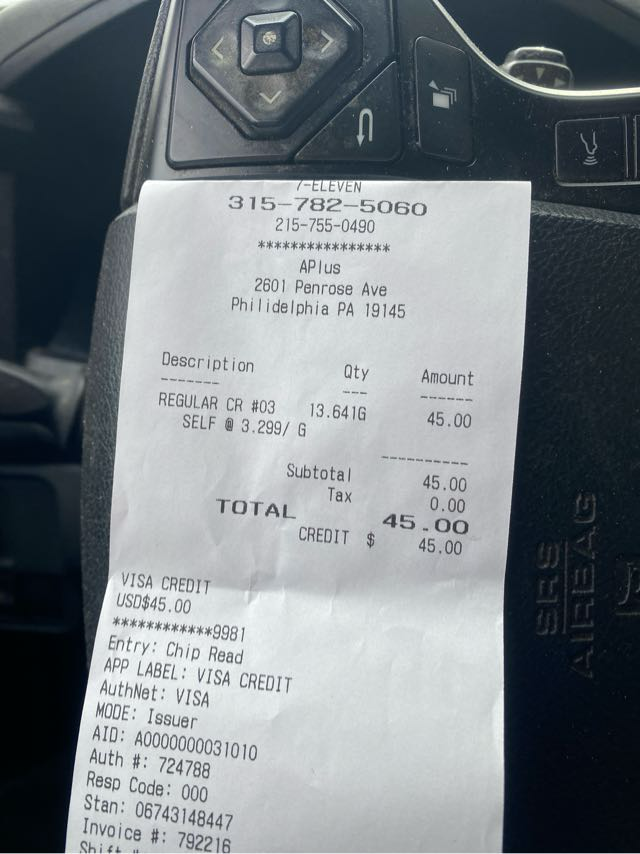 7-ELEVEN
315-782-5060
215-755-0490
****************
APlus
2601 Penrose Ave
Philidelphia PA 19145
Description Qty Amount
------- --- ------
REGULAR CR #03 13.641G 45.00
SELF @ 3.299/ G
----------
Subtotal 45.00
Tax 0.00
TOTAL 45.00
CREDIT $ 45.00
VISA CREDIT
USD$45.00
************9981
Entry: Chip Read
APP LABEL: VISA CREDIT
AuthNet: VISA
MODE: Issuer
AID: A0000000031010
Auth #: 724788
Resp Code: 000
Stan: 06743148447
Invoice #: 792216
Shift #
SRS
AIRBAG